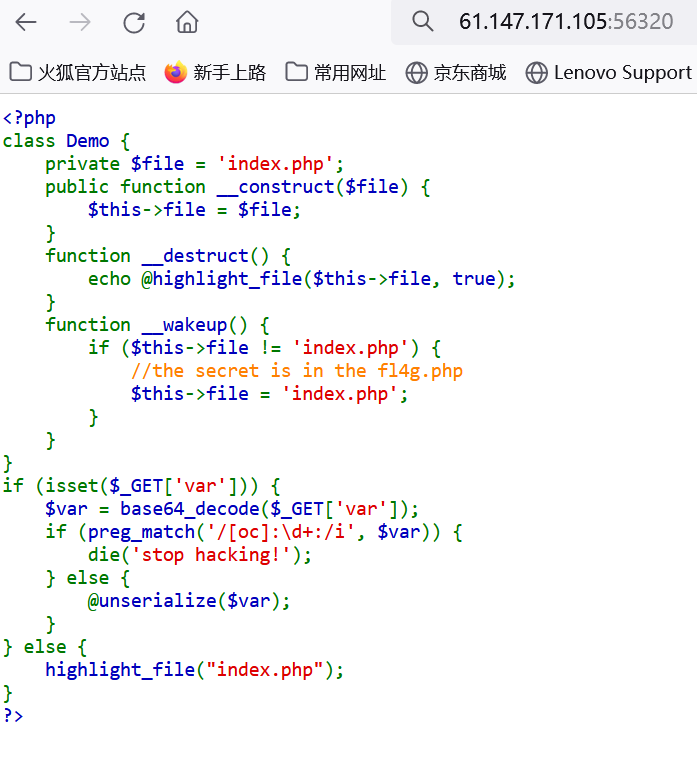 61.147.171.105:56320
火狐官方站点 新手上路 常用网址 京东商城 Lenovo Support
<?php
class Demo {
    private $file = 'index.php';
    public function __construct($file) {
        $this->file = $file;
    }
    function __destruct() {
        echo @highlight_file($this->file, true);
    }
    function __wakeup() {
        if ($this->file != 'index.php') {
            //the secret is in the fl4g.php
            $this->file = 'index.php';
        }
    }
}
if (isset($_GET['var'])) {
    $var = base64_decode($_GET['var']);
    if (preg_match('/[oc]:\d+:/i', $var)) {
        die('stop hacking!');
    } else {
        @unserialize($var);
    }
} else {
    highlight_file("index.php");
}
?>